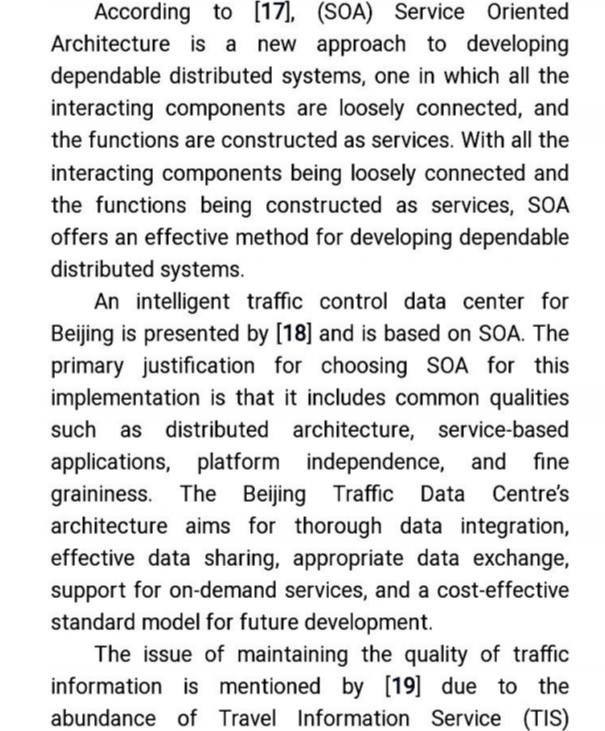 According to [17], (SOA) Service Oriented
Architecture is a new approach to developing
dependable distributed systems, one in which all the
interacting components are loosely connected, and
the functions are constructed as services. With all the
interacting components being loosely connected and
the functions being constructed as services, SOA
offers an effective method for developing dependable
distributed systems.
An intelligent traffic control data center for
Beijing is presented by [18] and is based on SOA. The
primary justification for choosing SOA for this
implementation is that it includes common qualities
such as distributed architecture, service-based
applications, platform independence, and fine
graininess. The Beijing Traffic Data Centre's
architecture aims for thorough data integration,
effective data sharing, appropriate data exchange,
support for on-demand services, and a cost-effective
standard model for future development.
The issue of maintaining the quality of traffic
information is mentioned by [19] due to the
abundance of Travel Information Service (TIS)